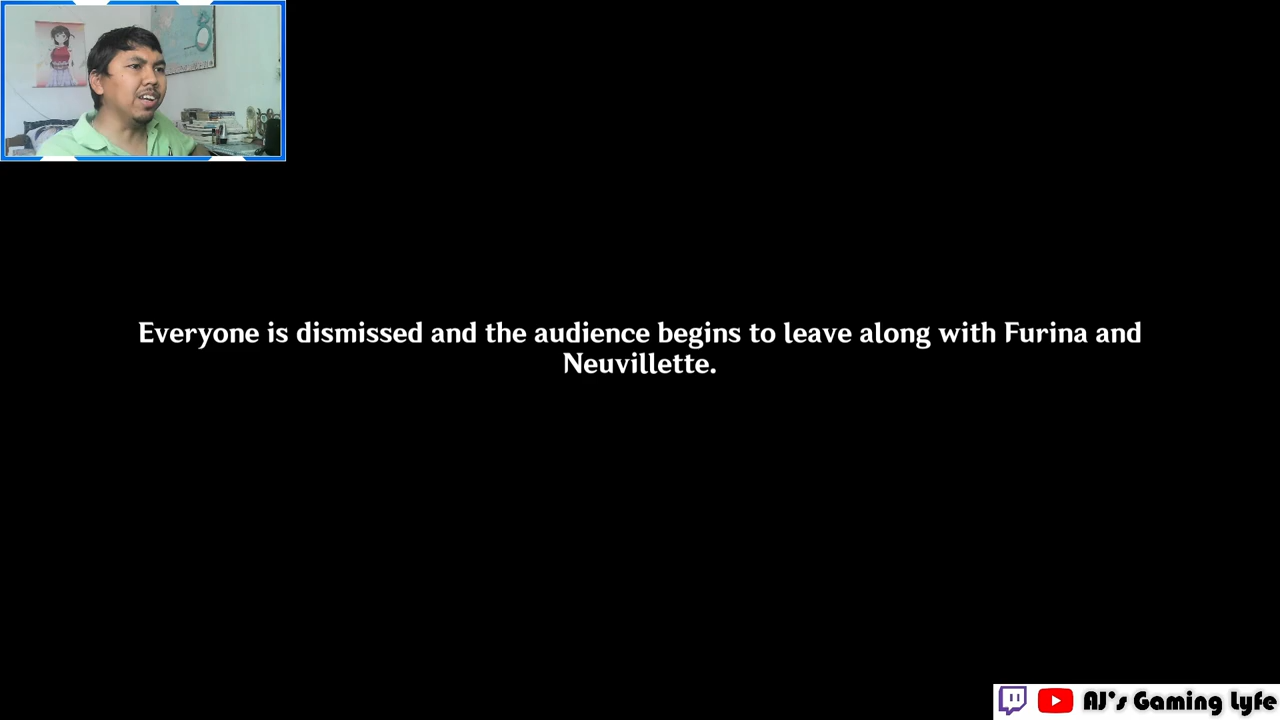 Everyone is dismissed and the audience begins to leave along with Furina and
Neuvillette.
AJ's Gaming Lyfe